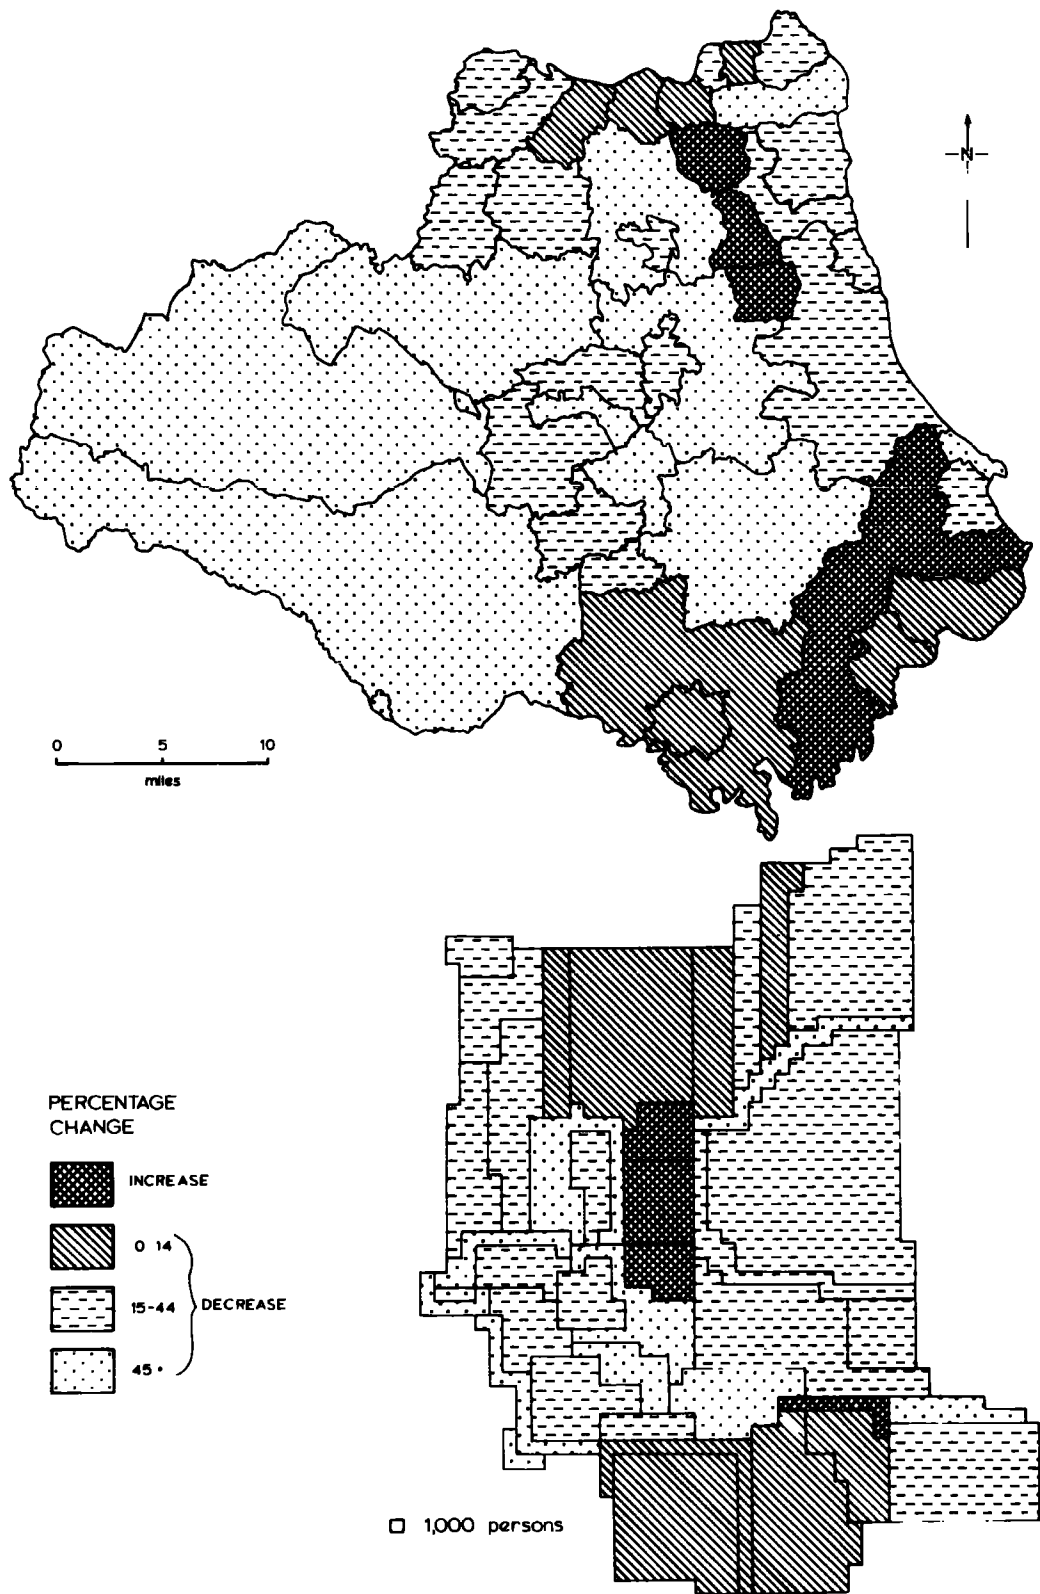 N
0 5 10
miles
PERCENTAGE
CHANGE
INCREASE
0 14
15-44
DECREASE
45 •
1,000 persons